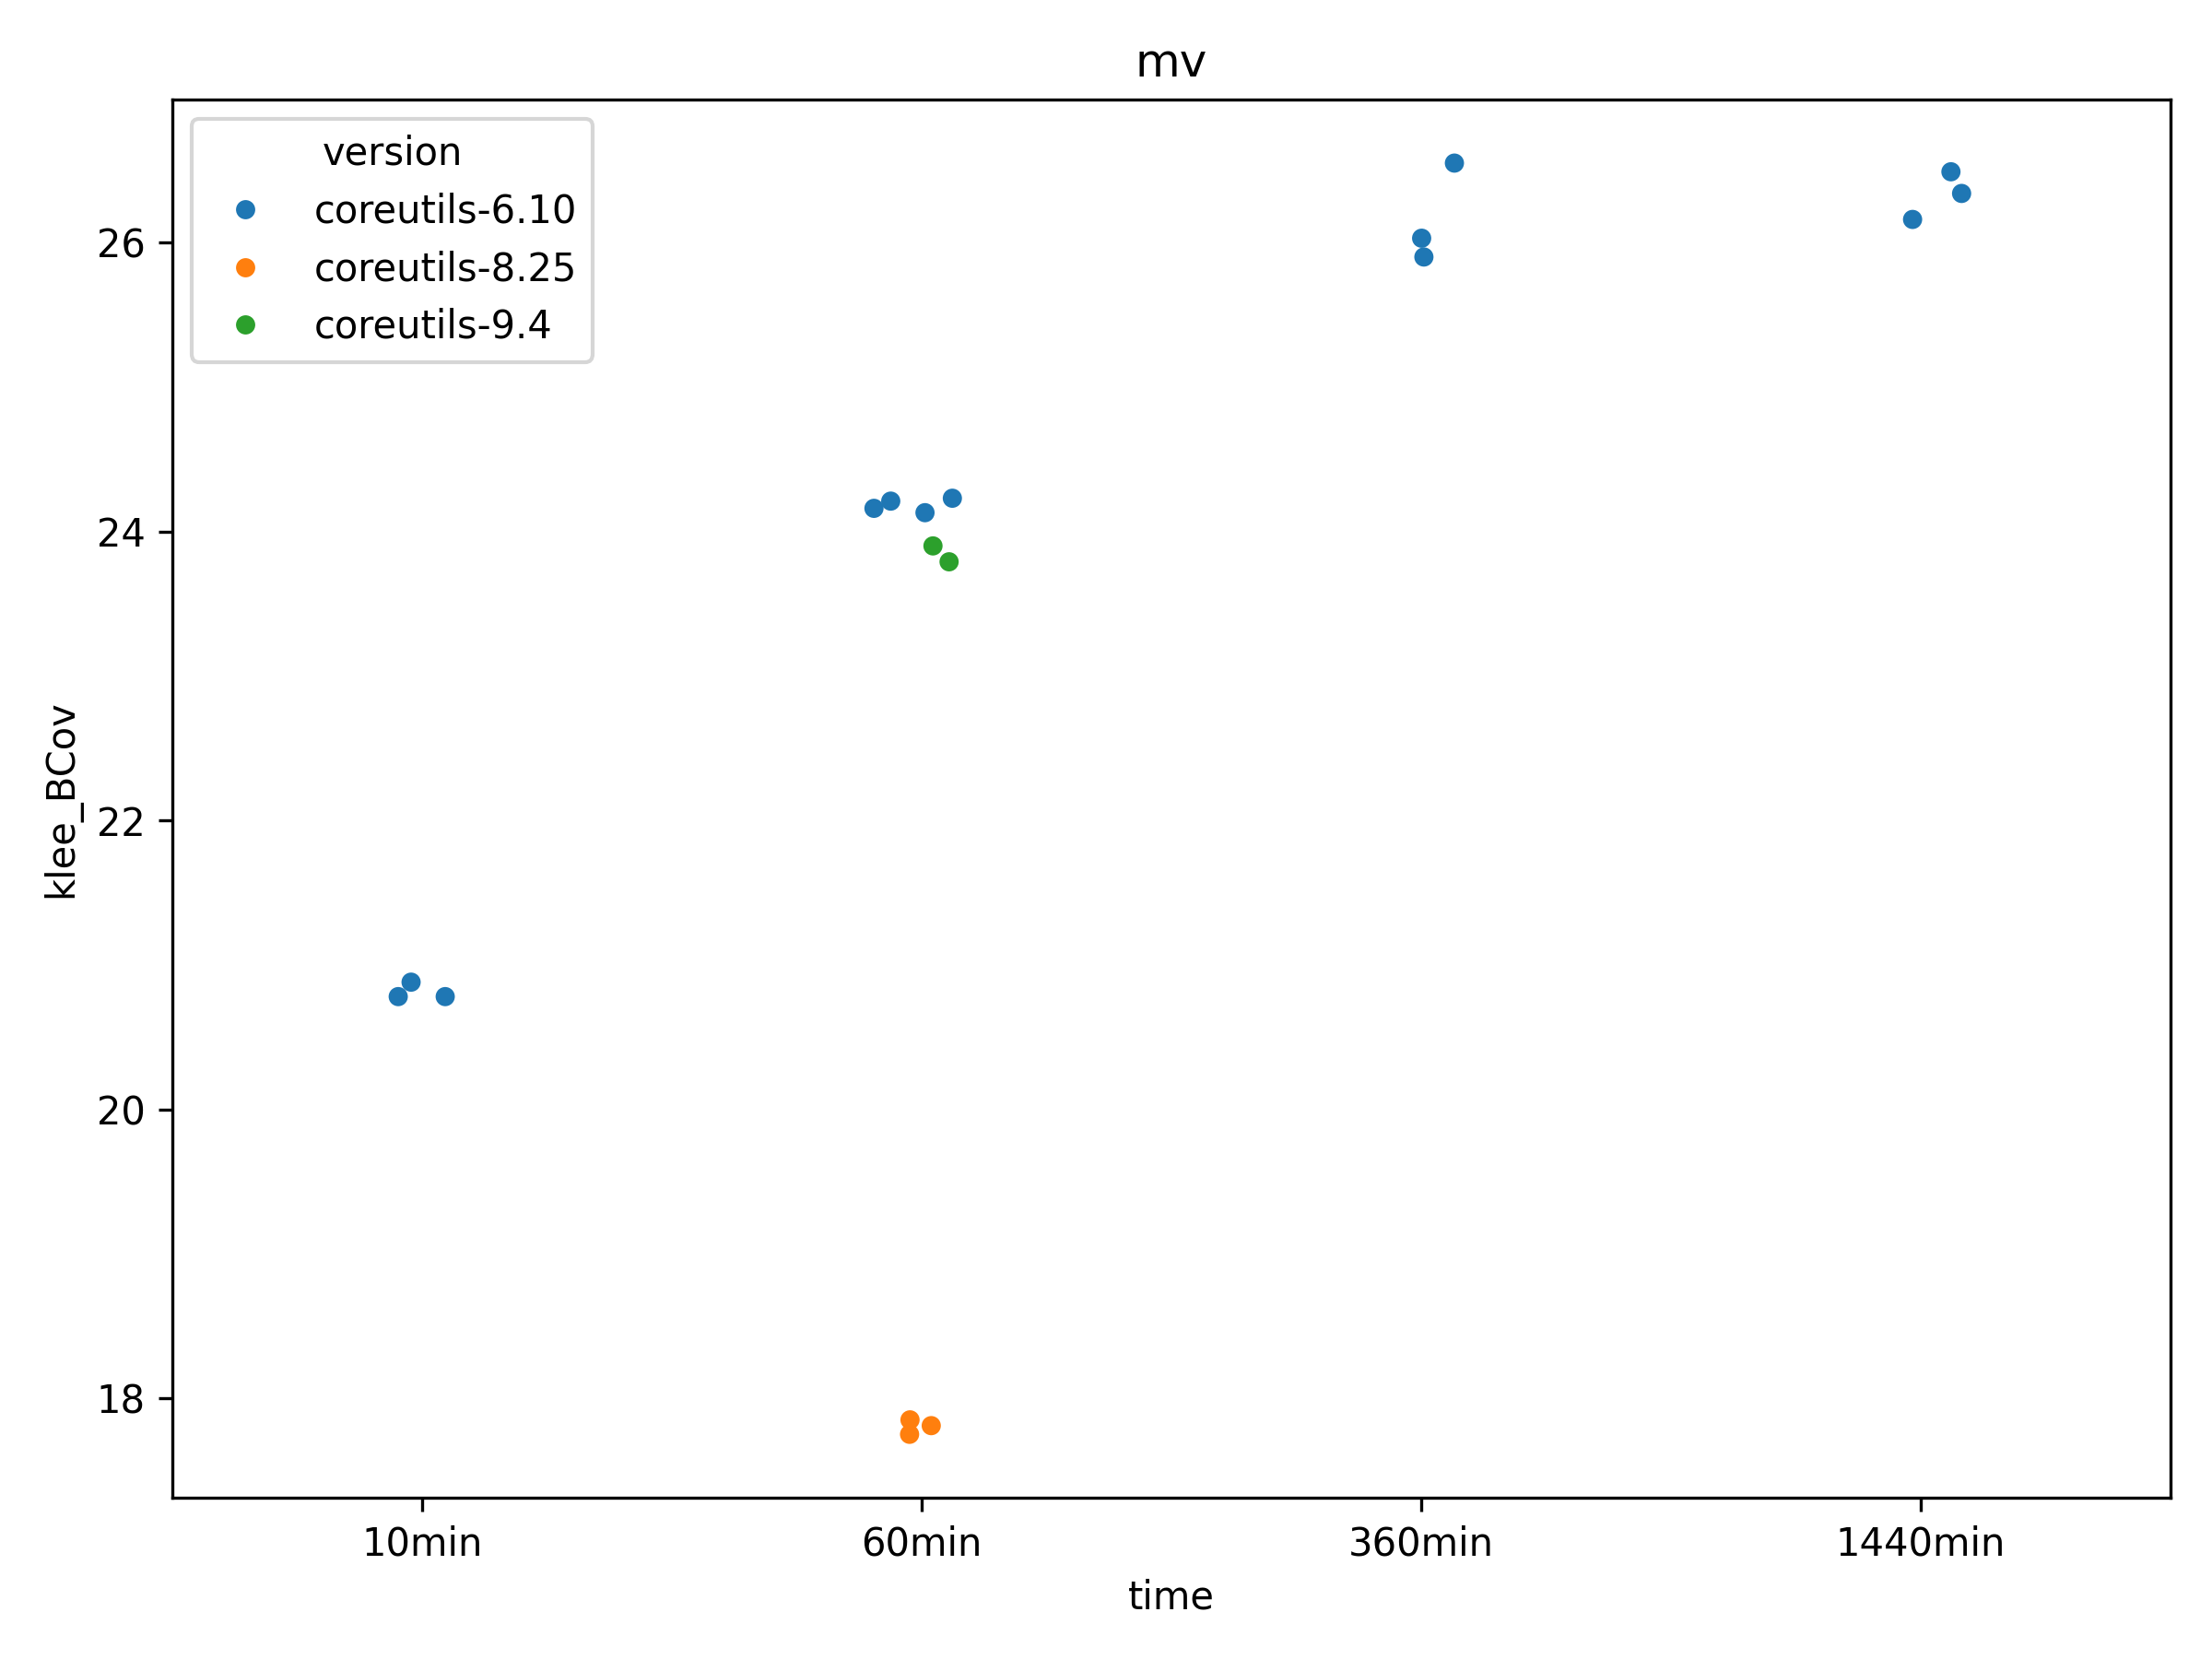 mv
version
coreutils-6.10
coreutils-8.25
coreutils-9.4
26
24
22
20
18
klee_BCov
10min
60min
360min
1440min
time